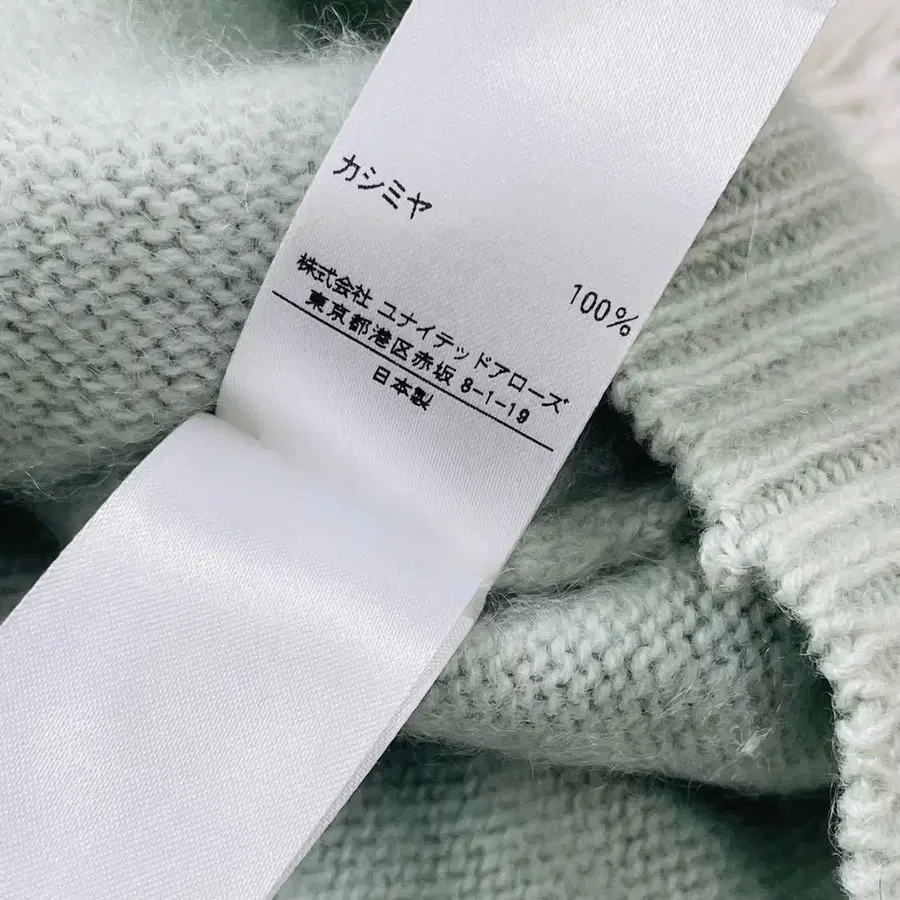 カシミヤ 100%
株式会社 ユナイテッドアローズ
東京都港区赤坂 8-1-19
日本製